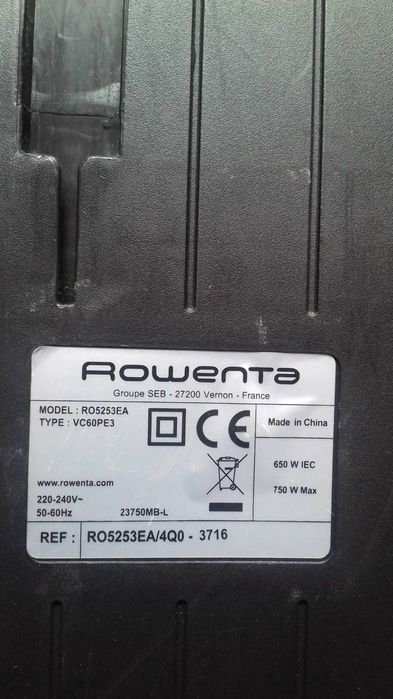 Rowenta
Groupe SEB - 27200 Vernon - France
MODEL : RO5253EA
TYPE : VC60PE3
CE
Made in China
650 W IEC
750 W Max
www.rowenta.com
220-240V~
50-60Hz
23750MB-L
REF : RO5253EA/4Q0 - 3716